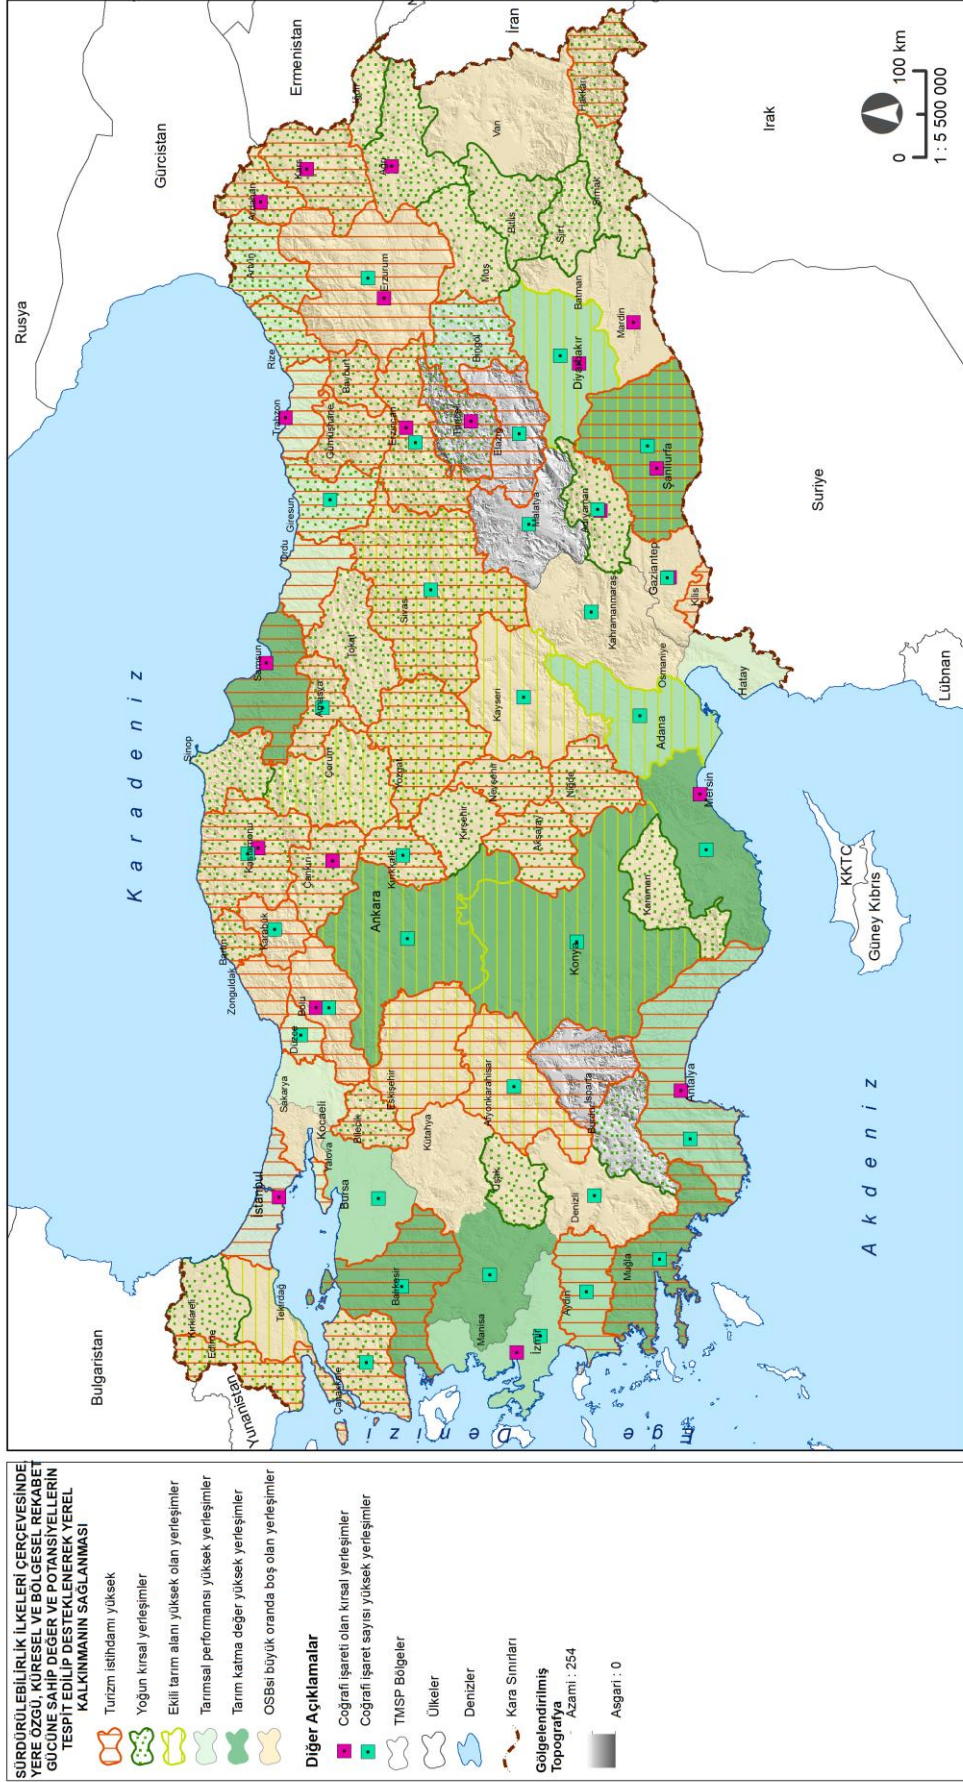 SÜRDÜRÜLEBİLİRLİK İLKELERİ ÇERÇEVESİNDE,
YERE ÖZGÜ, KÜRESEL VE BÖLGESEL REKABET
GÜCÜNE SAHİP DEĞER VE POTANSİYELLERİN
TESPİT EDİLİP DESTEKLENEREK YEREL
KALKINMANIN SAĞLANMASI
Turizm istihdamı yüksek
Yoğun kırsal yerleşimler
Ekili tarım alanı yüksek olan yerleşimler
Tarımsal performansı yüksek yerleşimler
Tarım katma değer yüksek yerleşimler
OSBsi büyük oranda boş olan yerleşimler
Diğer Açıklamalar
Coğrafi işareti olan kırsal yerleşimler
Coğrafi işaret sayısı yüksek yerleşimler
TMSP Bölgeler
Ülkeler
Denizler
Kara Sınırları
Gölgelendirilmiş
Topografya
Azami : 254
Asgari : 0
Bulgaristan
Yunanistan
Rusya
Gürcistan
Ermenistan
İran
Irak
Suriye
Lübnan
KKTC
Güney Kıbrıs
Karadeniz
Akdeniz
Ege Denizi
Kırklareli
Edirne
Tekirdağ
İstanbul
Çanakkale
Balıkesir
Bursa
Yalova
Kocaeli
Sakarya
Düzce
Bolu
Zonguldak
Bartın
Karabük
Kastamonu
Çankırı
Sinop
Samsun
Çorum
Amasya
Tokat
Ordu
Giresun
Trabzon
Rize
Artvin
Ardahan
Kars
Iğdır
Ağrı
Erzurum
Bayburt
Gümüşhane
Erzincan
Tunceli
Bingöl
Elazığ
Muş
Bitlis
Van
Hakkari
Şırnak
Siirt
Batman
Mardin
Diyarbakır
Şanlıurfa
Adıyaman
Malatya
Gaziantep
Kilis
Kahramanmaraş
Osmaniye
Hatay
Adana
Mersin
Kayseri
Sivas
Yozgat
Nevşehir
Niğde
Kırşehir
Aksaray
Kırıkkale
Ankara
Konya
Karaman
Eskişehir
Bilecik
Kütahya
Afyonkarahisar
Isparta
Burdur
Antalya
Uşak
Denizli
Manisa
İzmir
Aydın
Muğla
0 100 km
1 : 5 500 000